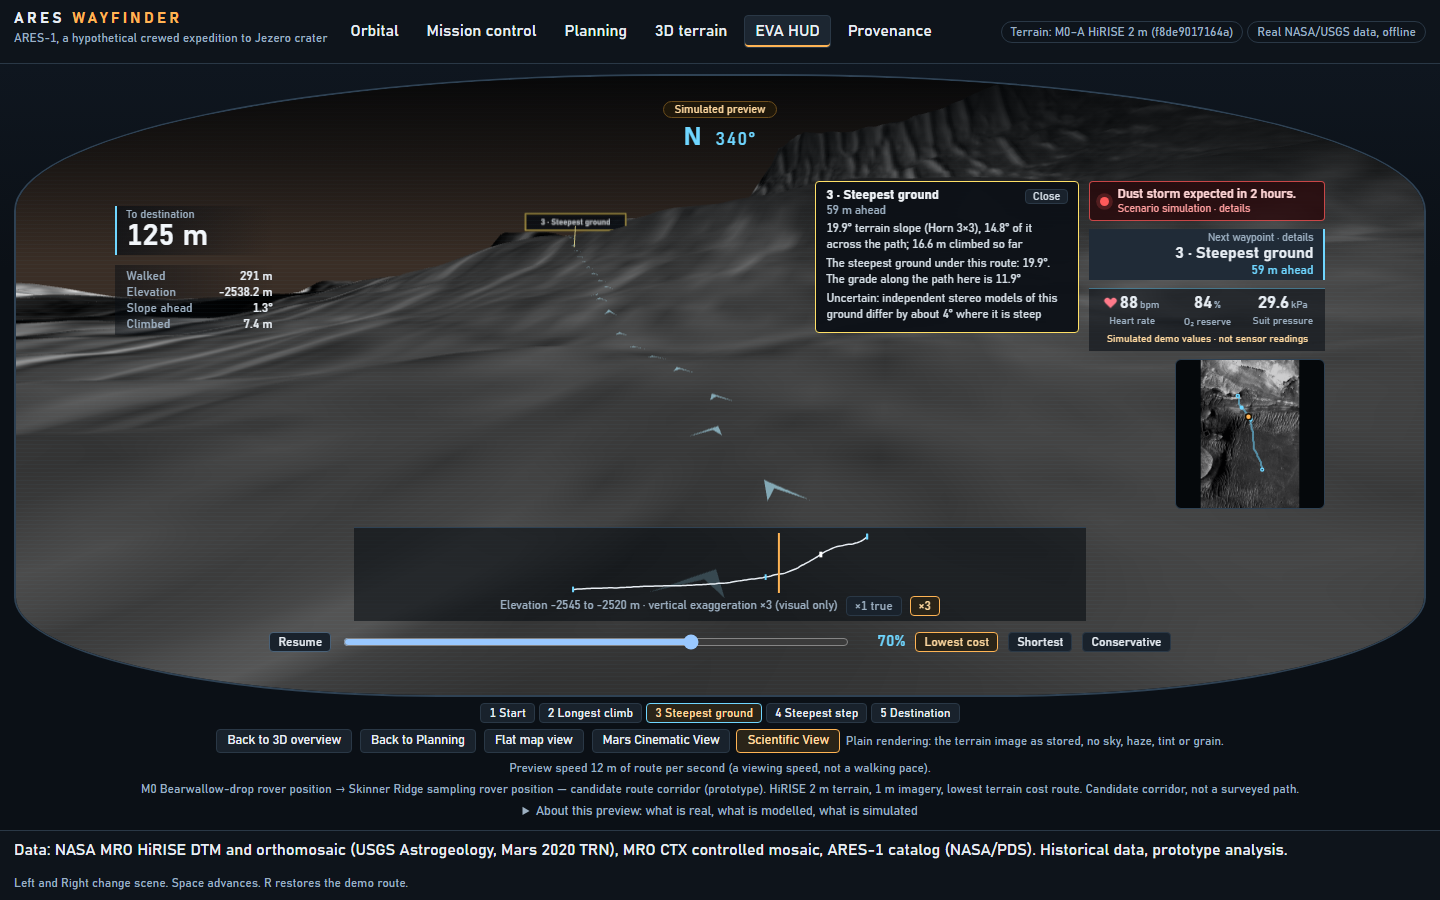 ARES WAYFINDER
ARES-1, a hypothetical crewed expedition to Jezero crater
Orbital
Mission control
Planning
3D terrain
EVA HUD
Provenance
Terrain: M0-A HiRISE 2 m (f8de9017164a)
Real NASA/USGS data, offline
Simulated preview
N 340°
To destination
125 m
Walked 291 m
Elevation -2538.2 m
Slope ahead 1.3°
Climbed 7.4 m
3 · Steepest ground
3 · Steepest ground
Close
59 m ahead
19.9° terrain slope (Horn 3×3), 14.8° of it
across the path; 16.6 m climbed so far
The steepest ground under this route: 19.9°.
The grade along the path here is 11.9°
Uncertain: independent stereo models of this
ground differ by about 4° where it is steep
Dust storm expected in 2 hours.
Scenario simulation · details
Next waypoint · details
3 · Steepest ground
59 m ahead
88 bpm
84 %
29.6 kPa
Heart rate
O₂ reserve
Suit pressure
Simulated demo values · not sensor readings
Elevation -2545 to -2520 m · vertical exaggeration ×3 (visual only)
×1 true
×3
Resume
70%
Lowest cost
Shortest
Conservative
1 Start
2 Longest climb
3 Steepest ground
4 Steepest step
5 Destination
Back to 3D overview
Back to Planning
Flat map view
Mars Cinematic View
Scientific View
Plain rendering: the terrain image as stored, no sky, haze, tint or grain.
Preview speed 12 m of route per second (a viewing speed, not a walking pace).
M0 Bearwallow-drop rover position → Skinner Ridge sampling rover position — candidate route corridor (prototype). HiRISE 2 m terrain, 1 m imagery, lowest terrain cost route. Candidate corridor, not a surveyed path.
▶ About this preview: what is real, what is modelled, what is simulated
Data: NASA MRO HiRISE DTM and orthomosaic (USGS Astrogeology, Mars 2020 TRN), MRO CTX controlled mosaic, ARES-1 catalog (NASA/PDS). Historical data, prototype analysis.
Left and Right change scene. Space advances. R restores the demo route.